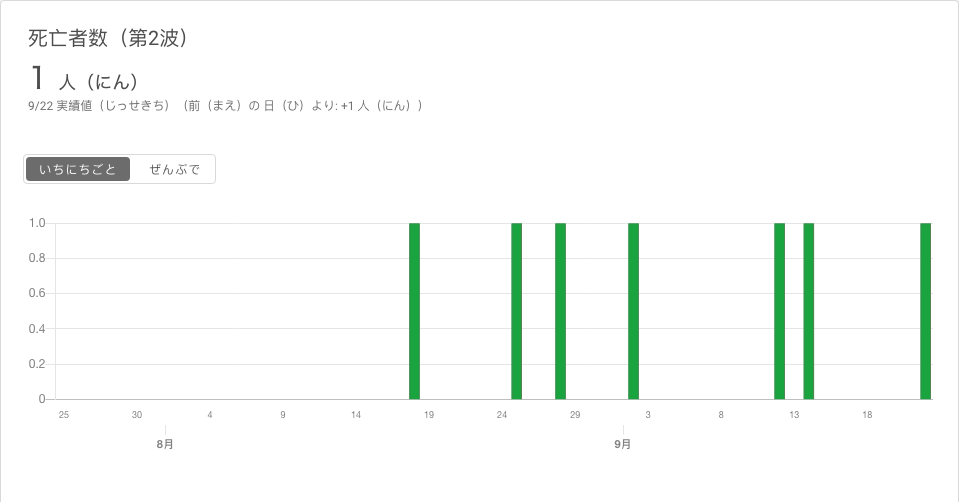 死亡者数（第2波）
1 人（にん）
9/22 実績値（じっせきち）（前（まえ）の 日（ひ）より: +1 人（にん））
いちにちごと ぜんぶで
1.0
0.8
0.6
0.4
0.2
0
25 30 4 9 14 19 24 29 3 8 13 18
8月 9月